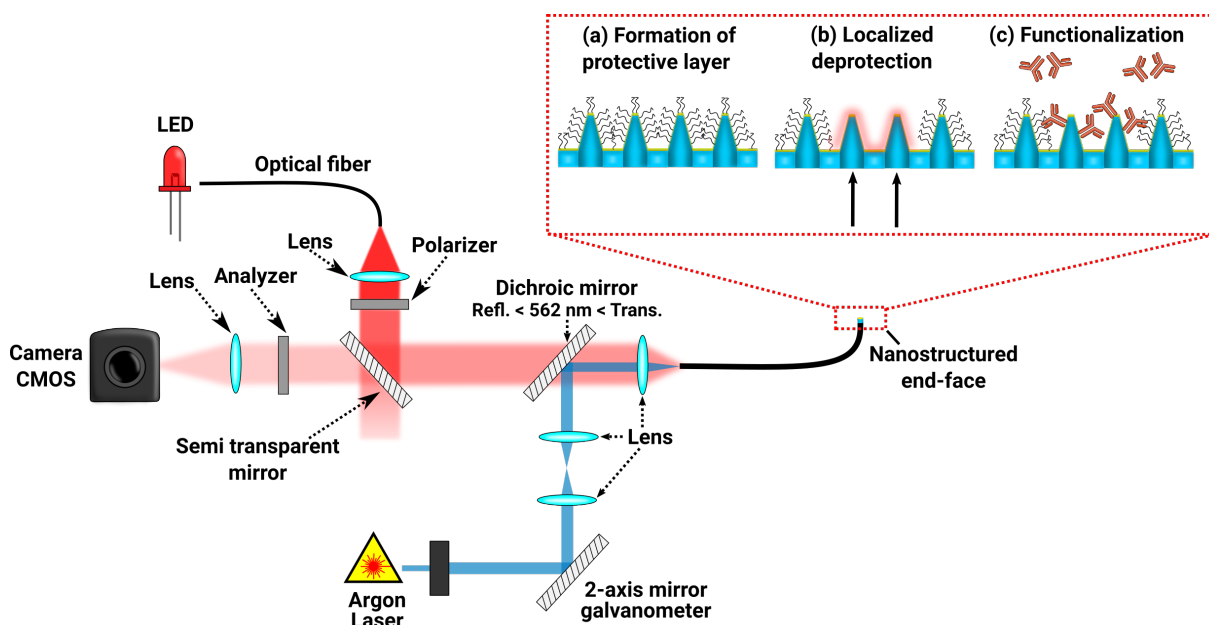 (a) Formation of
protective layer
(b) Localized
deprotection
(c) Functionalization
LED
Optical fiber
Lens
Polarizer
Lens
Analyzer
Dichroic mirror
Refl. < 562 nm < Trans.
Camera
CMOS
Nanostructured
end-face
Semi transparent
mirror
Lens
Argon
Laser
2-axis mirror
galvanometer